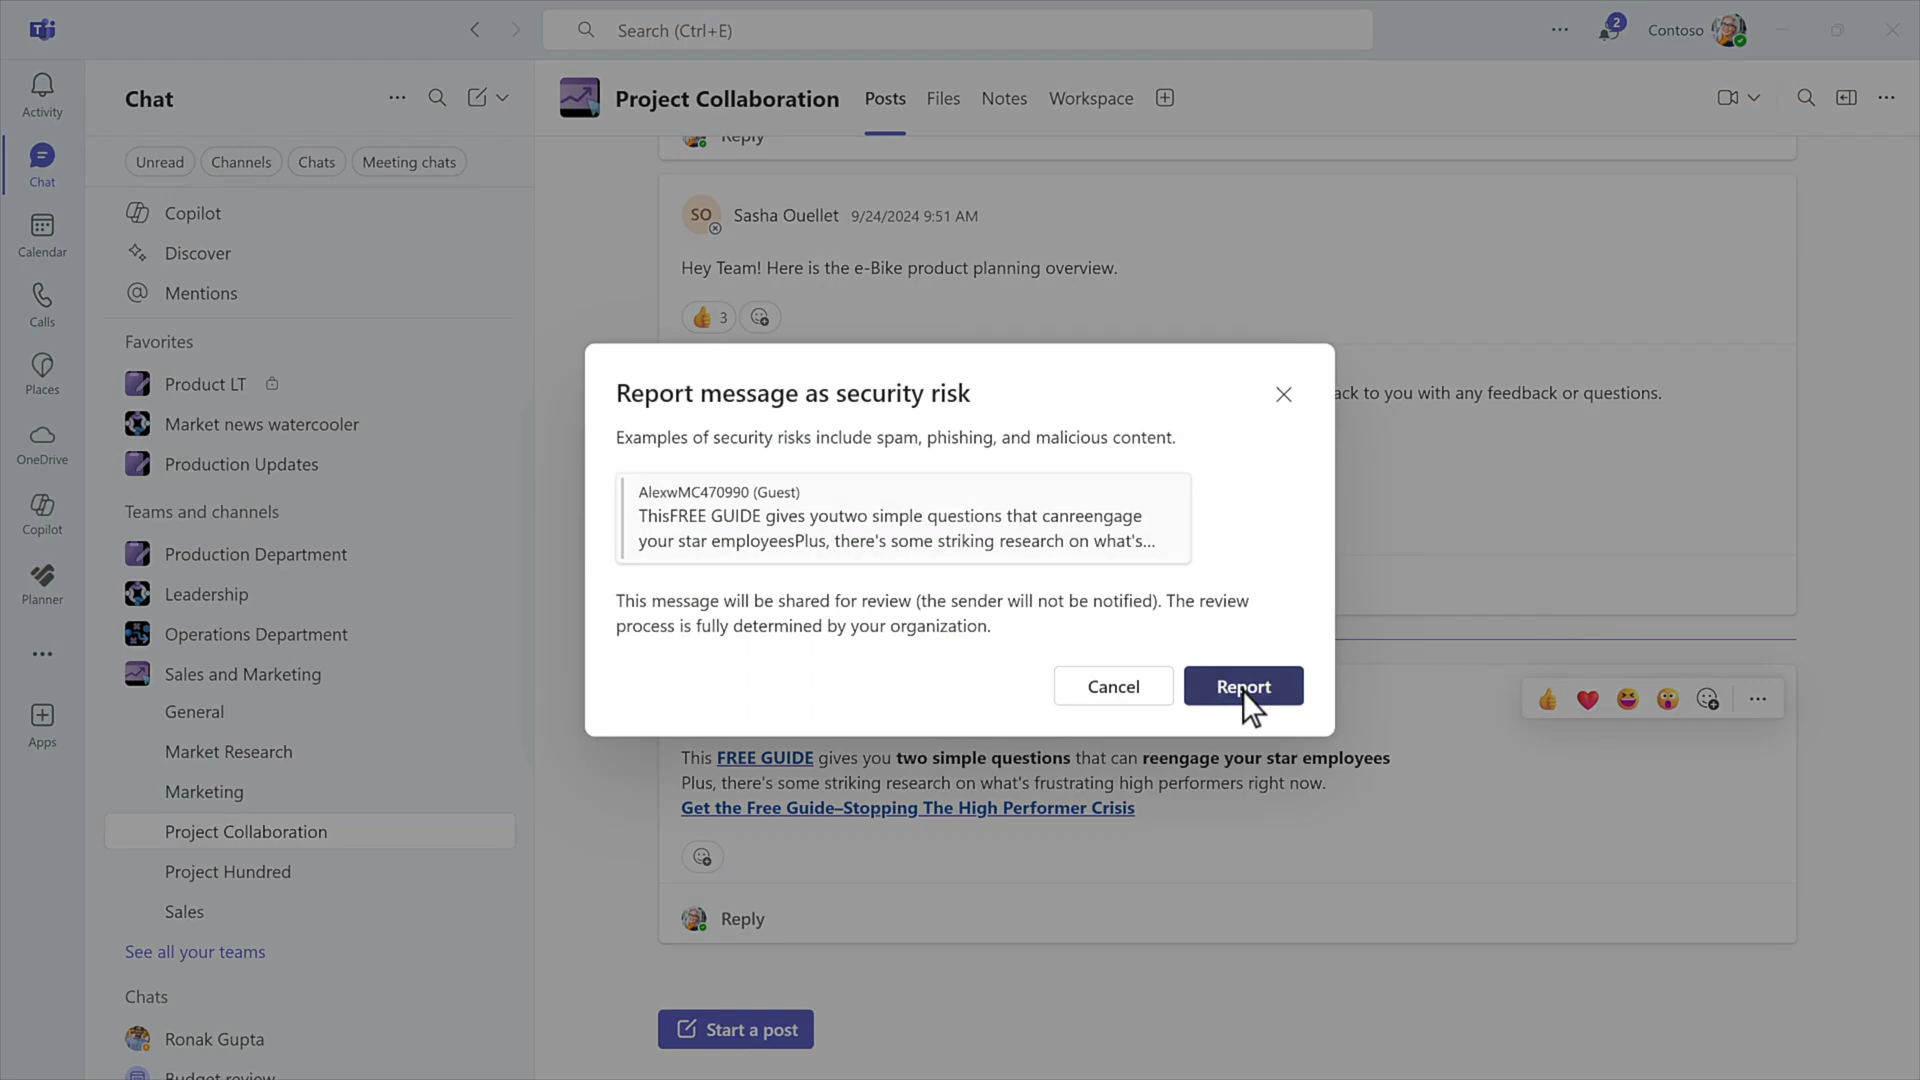 Search (Ctrl+E)
2
Contoso
Activity
Chat
Calendar
Calls
Places
OneDrive
Copilot
Planner
Apps
Chat
Unread
Channels
Chats
Meeting chats
Copilot
Discover
Mentions
Favorites
Product LT
Market news watercooler
Production Updates
Teams and channels
Production Department
Leadership
Operations Department
Sales and Marketing
General
Market Research
Marketing
Project Collaboration
Project Hundred
Sales
See all your teams
Chats
Ronak Gupta
Budget review
Project Collaboration
Posts
Files
Notes
Workspace
Reply
SO
Sasha Ouellet 9/24/2024 9:51 AM
Hey Team! Here is the e-Bike product planning overview.
3
ack to you with any feedback or questions.
Report message as security risk
Examples of security risks include spam, phishing, and malicious content.
AlexwMC470990 (Guest)
ThisFREE GUIDE gives youtwo simple questions that canreengage
your star employeesPlus, there's some striking research on what's...
This message will be shared for review (the sender will not be notified). The review
process is fully determined by your organization.
Cancel
Report
This FREE GUIDE gives you two simple questions that can reengage your star employees
Plus, there's some striking research on what's frustrating high performers right now.
Get the Free Guide–Stopping The High Performer Crisis
Reply
Start a post